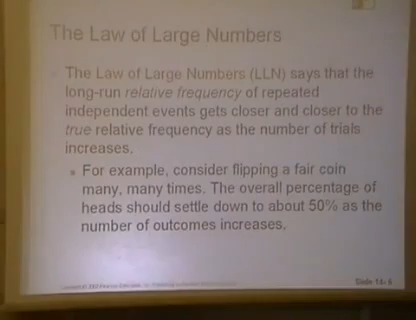 The Law of Large Numbers
The Law of Large Numbers (LLN) says that the
long-run relative frequency of repeated
independent events gets closer and closer to the
true relative frequency as the number of trials
increases.
For example, consider flipping a fair coin
many, many times. The overall percentage of
heads should settle down to about 50% as the
number of outcomes increases.
Slide 14- 5